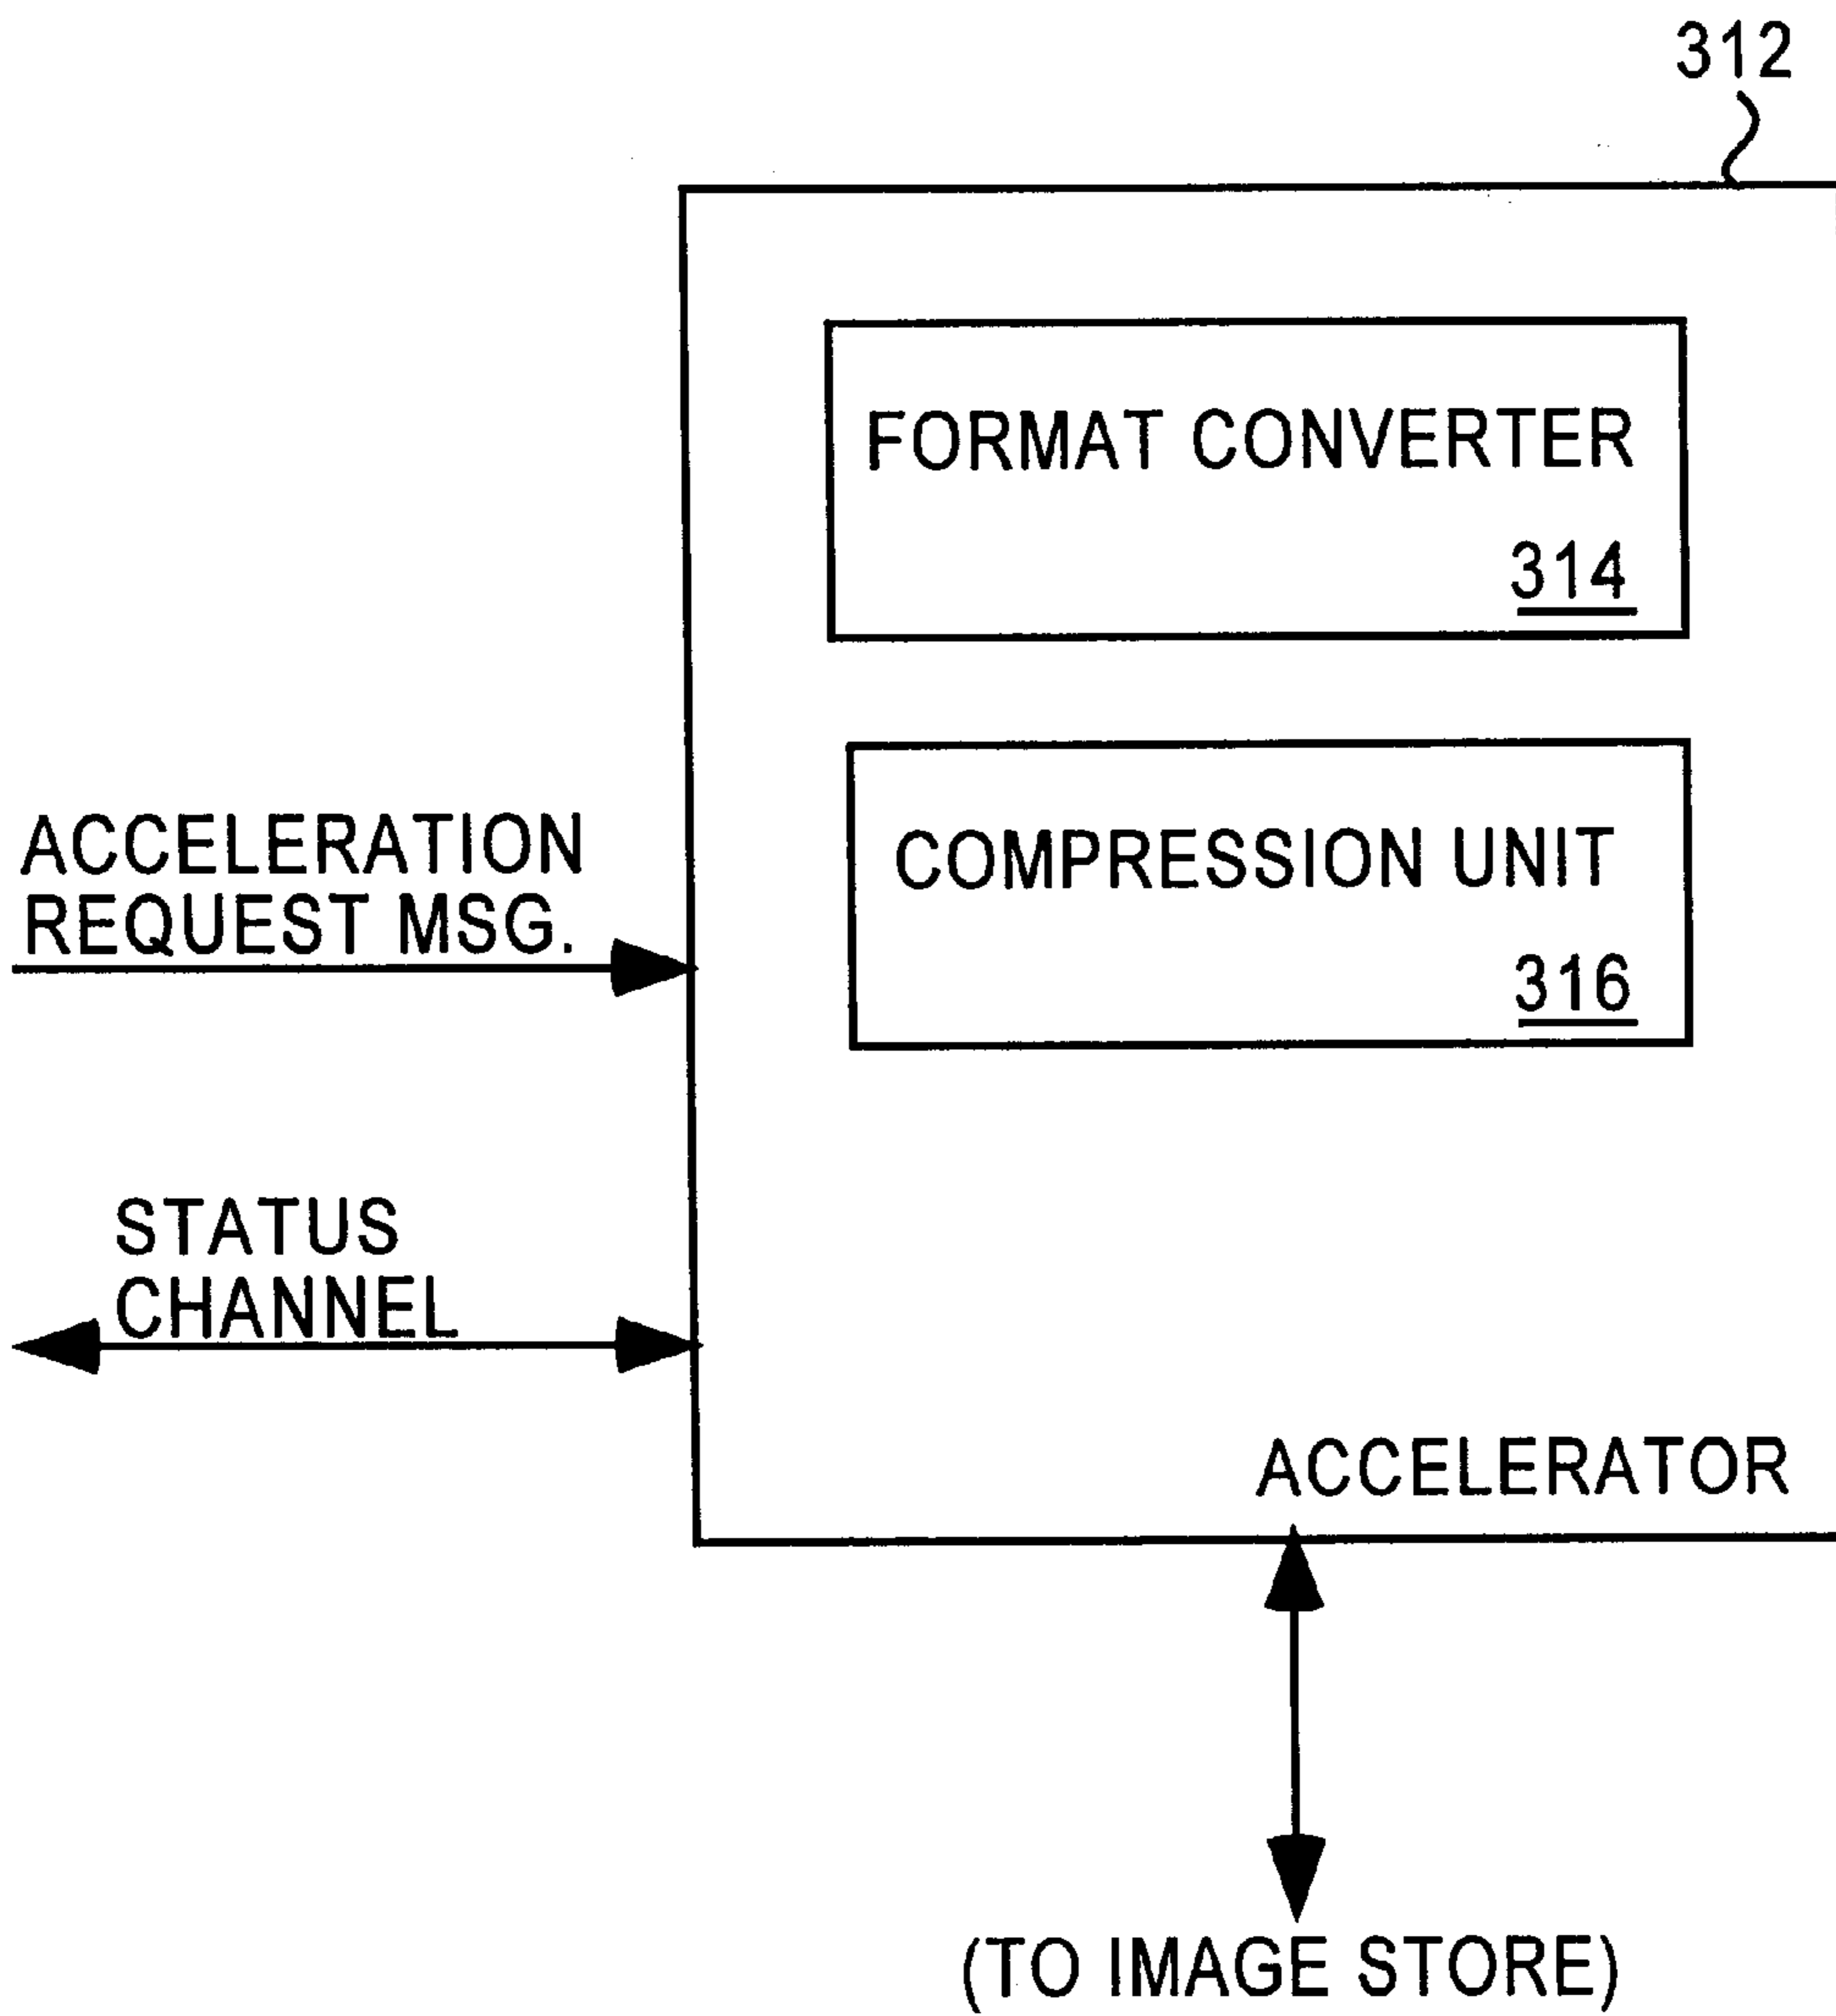 312
FORMAT CONVERTER
314
ACCELERATION
REQUEST MSG.
COMPRESSION UNIT
316
STATUS
CHANNEL
ACCELERATOR
(TO IMAGE STORE)